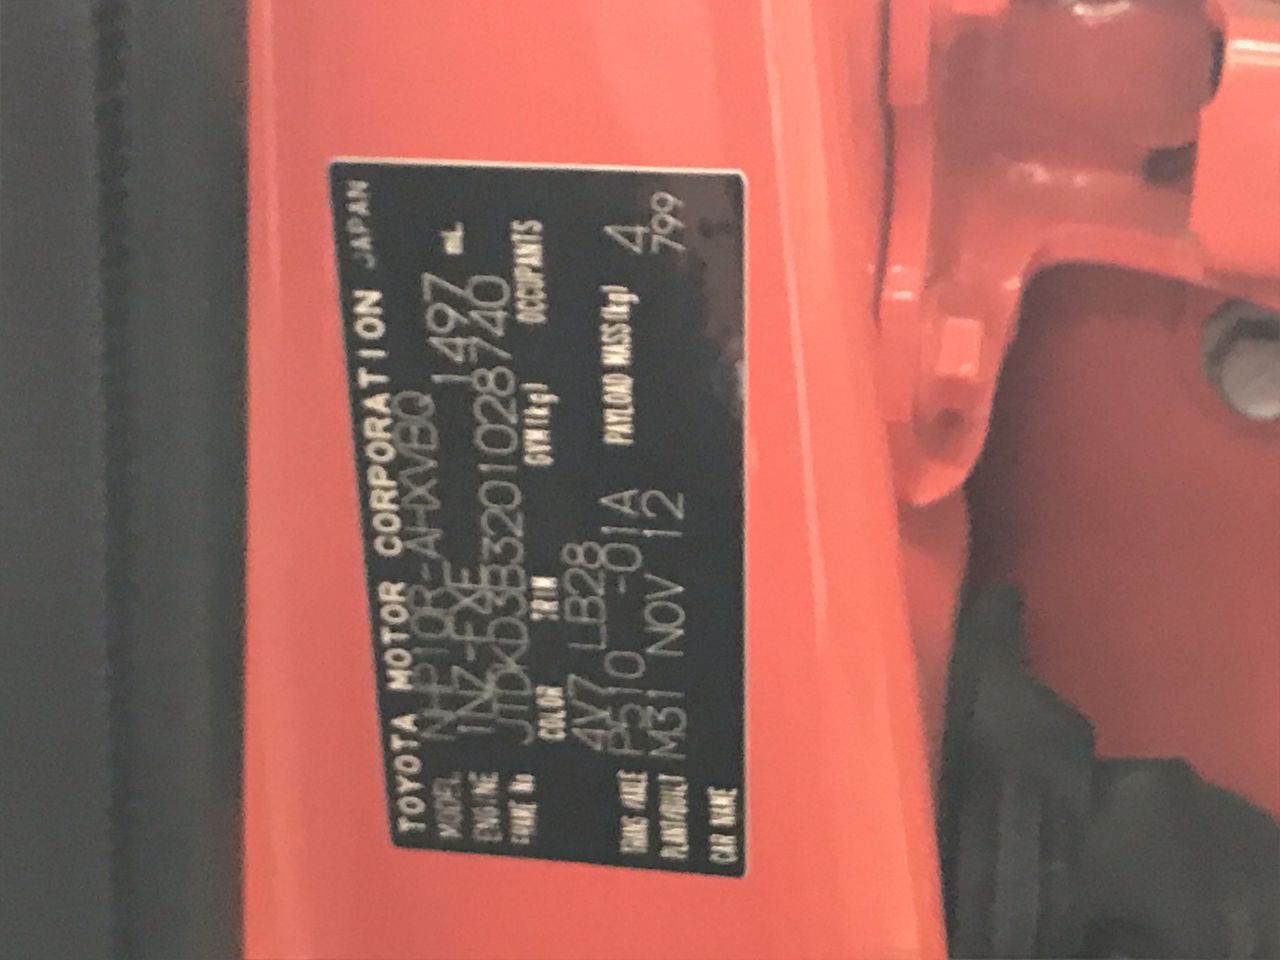 TOYOTA MOTOR CORPORATION JAPAN
MODEL NHP10R-AHXVBQ
ENGINE 1NZ-FXE 1497 mL
FRAME No. JTDKD3B3201028740
COLOR TRIM GVM(kg) OCCUPANTS
4V7 LB28 4
TRANS/AXLE P510 -01A PAYLOAD MASS(kg) 799
PLANT/BUILT M31 NOV 12
CAR NAME